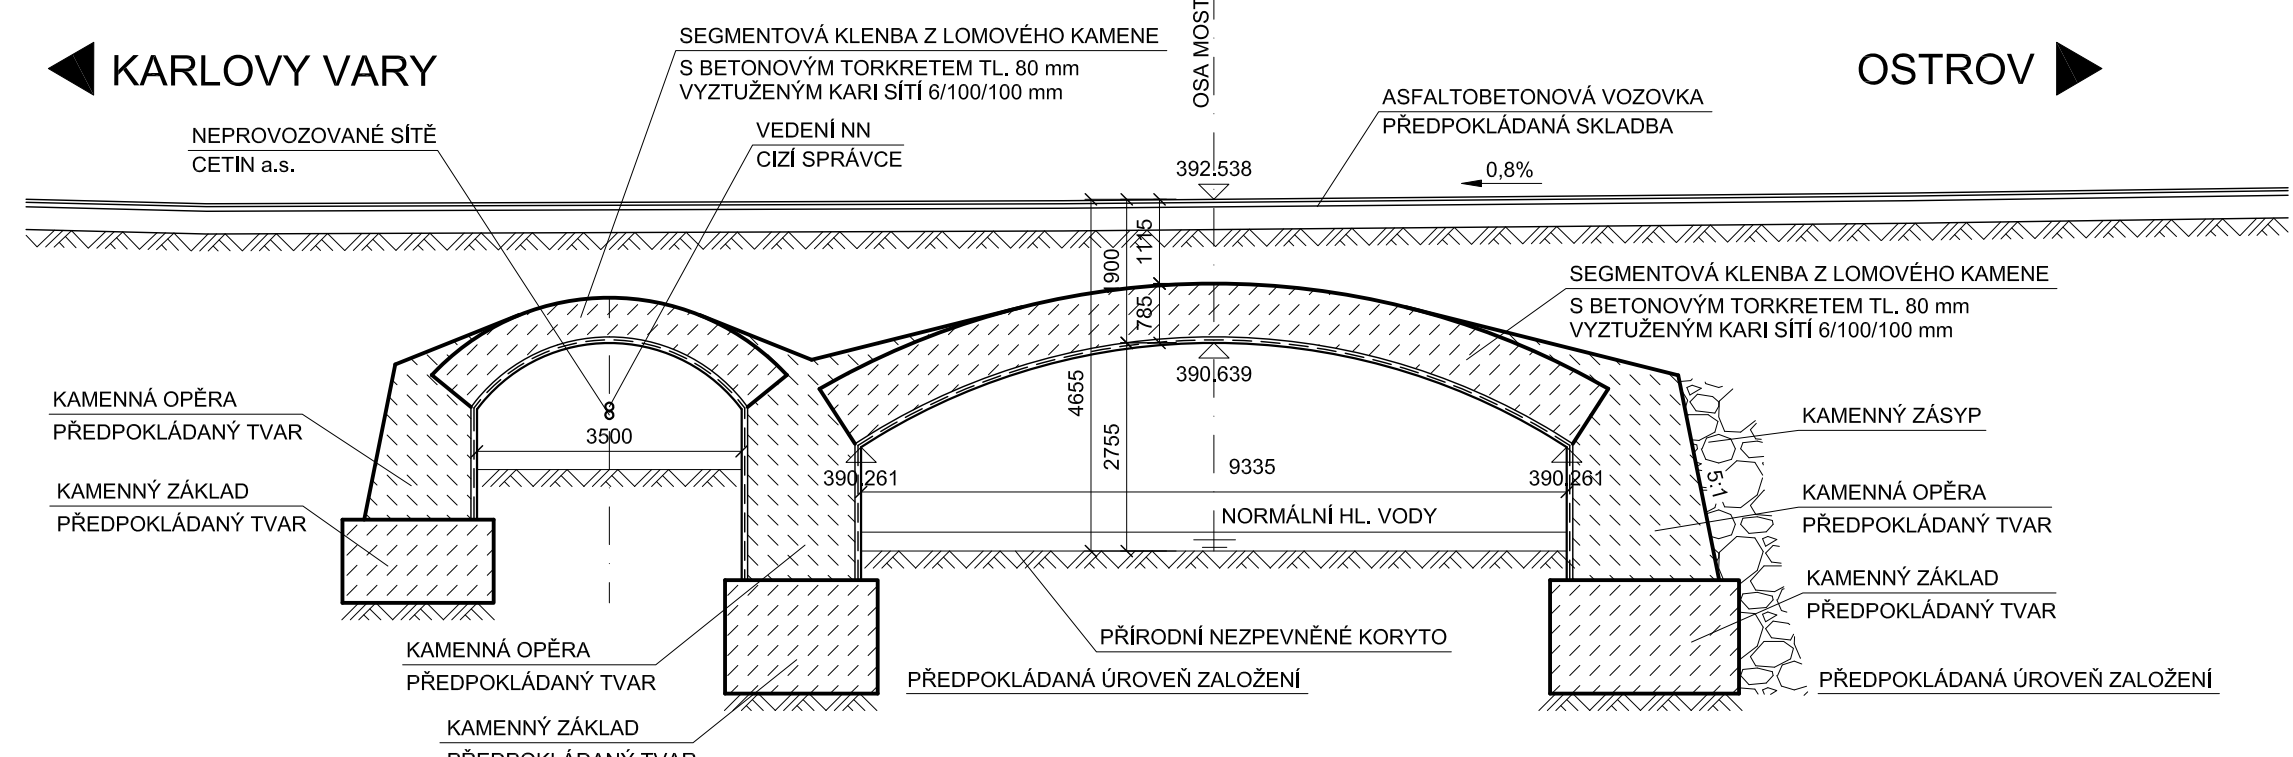 KARLOVY VARY
OSTROV
SEGMENTOVÁ KLENBA Z LOMOVÉHO KAMENE
S BETONOVÝM TORKRETEM TL. 80 mm
VYZTUŽENÝM KARI SÍTÍ 6/100/100 mm
OSA MOST
ASFALTOBETONOVÁ VOZOVKA
PŘEDPOKLÁDANÁ SKLADBA
NEPROVOZOVANÉ SÍTĚ
CETIN a.s.
VEDENÍ NN
CIZÍ SPRÁVCE
392.538
0,8%
1115
1900
785
4655
2755
SEGMENTOVÁ KLENBA Z LOMOVÉHO KAMENE
S BETONOVÝM TORKRETEM TL. 80 mm
VYZTUŽENÝM KARI SÍTÍ 6/100/100 mm
390.639
KAMENNÁ OPĚRA
PŘEDPOKLÁDANÝ TVAR
3500
KAMENNÝ ZÁSYP
390.261
9335
390.261
5:1
KAMENNÝ ZÁKLAD
PŘEDPOKLÁDANÝ TVAR
KAMENNÁ OPĚRA
PŘEDPOKLÁDANÝ TVAR
NORMÁLNÍ HL. VODY
KAMENNÝ ZÁKLAD
PŘEDPOKLÁDANÝ TVAR
PŘÍRODNÍ NEZPEVNĚNÉ KORYTO
KAMENNÁ OPĚRA
PŘEDPOKLÁDANÝ TVAR
PŘEDPOKLÁDANÁ ÚROVEŇ ZALOŽENÍ
PŘEDPOKLÁDANÁ ÚROVEŇ ZALOŽENÍ
KAMENNÝ ZÁKLAD
PŘEDPOKLÁDANÝ TVAR